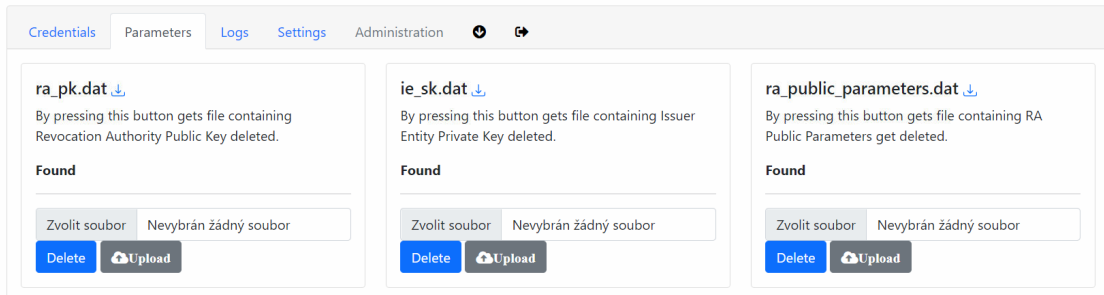 Credentials Parameters Logs Settings Administration
ra_pk.dat
By pressing this button gets file containing
Revocation Authority Public Key deleted.
Found
Zvolit soubor Nevybrán žádný soubor
Delete Upload
ie_sk.dat
By pressing this button gets file containing Issuer
Entity Private Key deleted.
Found
Zvolit soubor Nevybrán žádný soubor
Delete Upload
ra_public_parameters.dat
By pressing this button gets file containing RA
Public Parameters get deleted.
Found
Zvolit soubor Nevybrán žádný soubor
Delete Upload